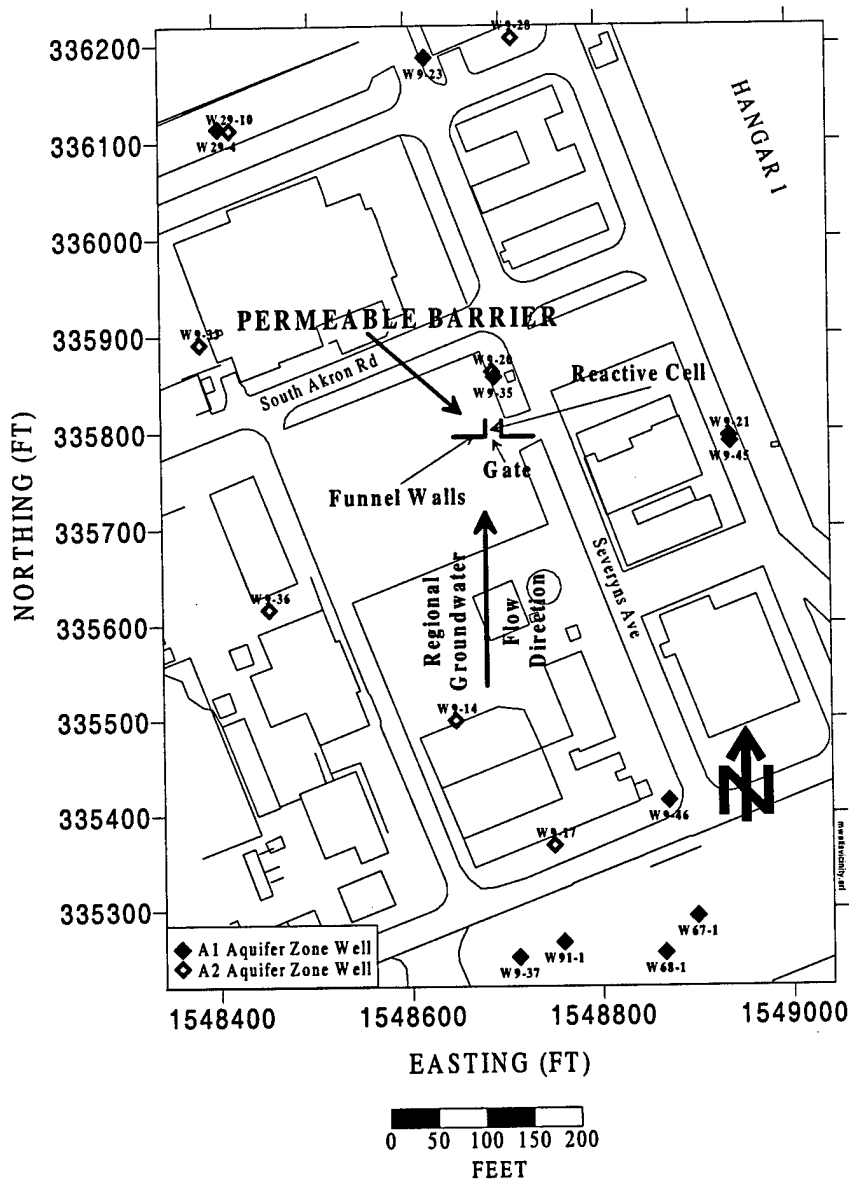 336200
336100
336000
335900
335800
335700
335600
335500
335400
335300
NORTHING (FT)
W9-28
W9-23
W29-10
W29-4
HANGAR 1
PERMEABLE BARRIER
South Akron Rd
W9-20
W9-35
Reactive Cell
W9-21
W9-45
Gate
Funnel Walls
W9-36
Severyns Ave
Regional
Groundwater
Flow
Direction
W9-14
N
W9-46
W9-17
W67-1
W91-1
W68-1
W9-37
A1 Aquifer Zone Well
A2 Aquifer Zone Well
1548400
1548600
1548800
1549000
EASTING (FT)
0 50 100 150 200
FEET